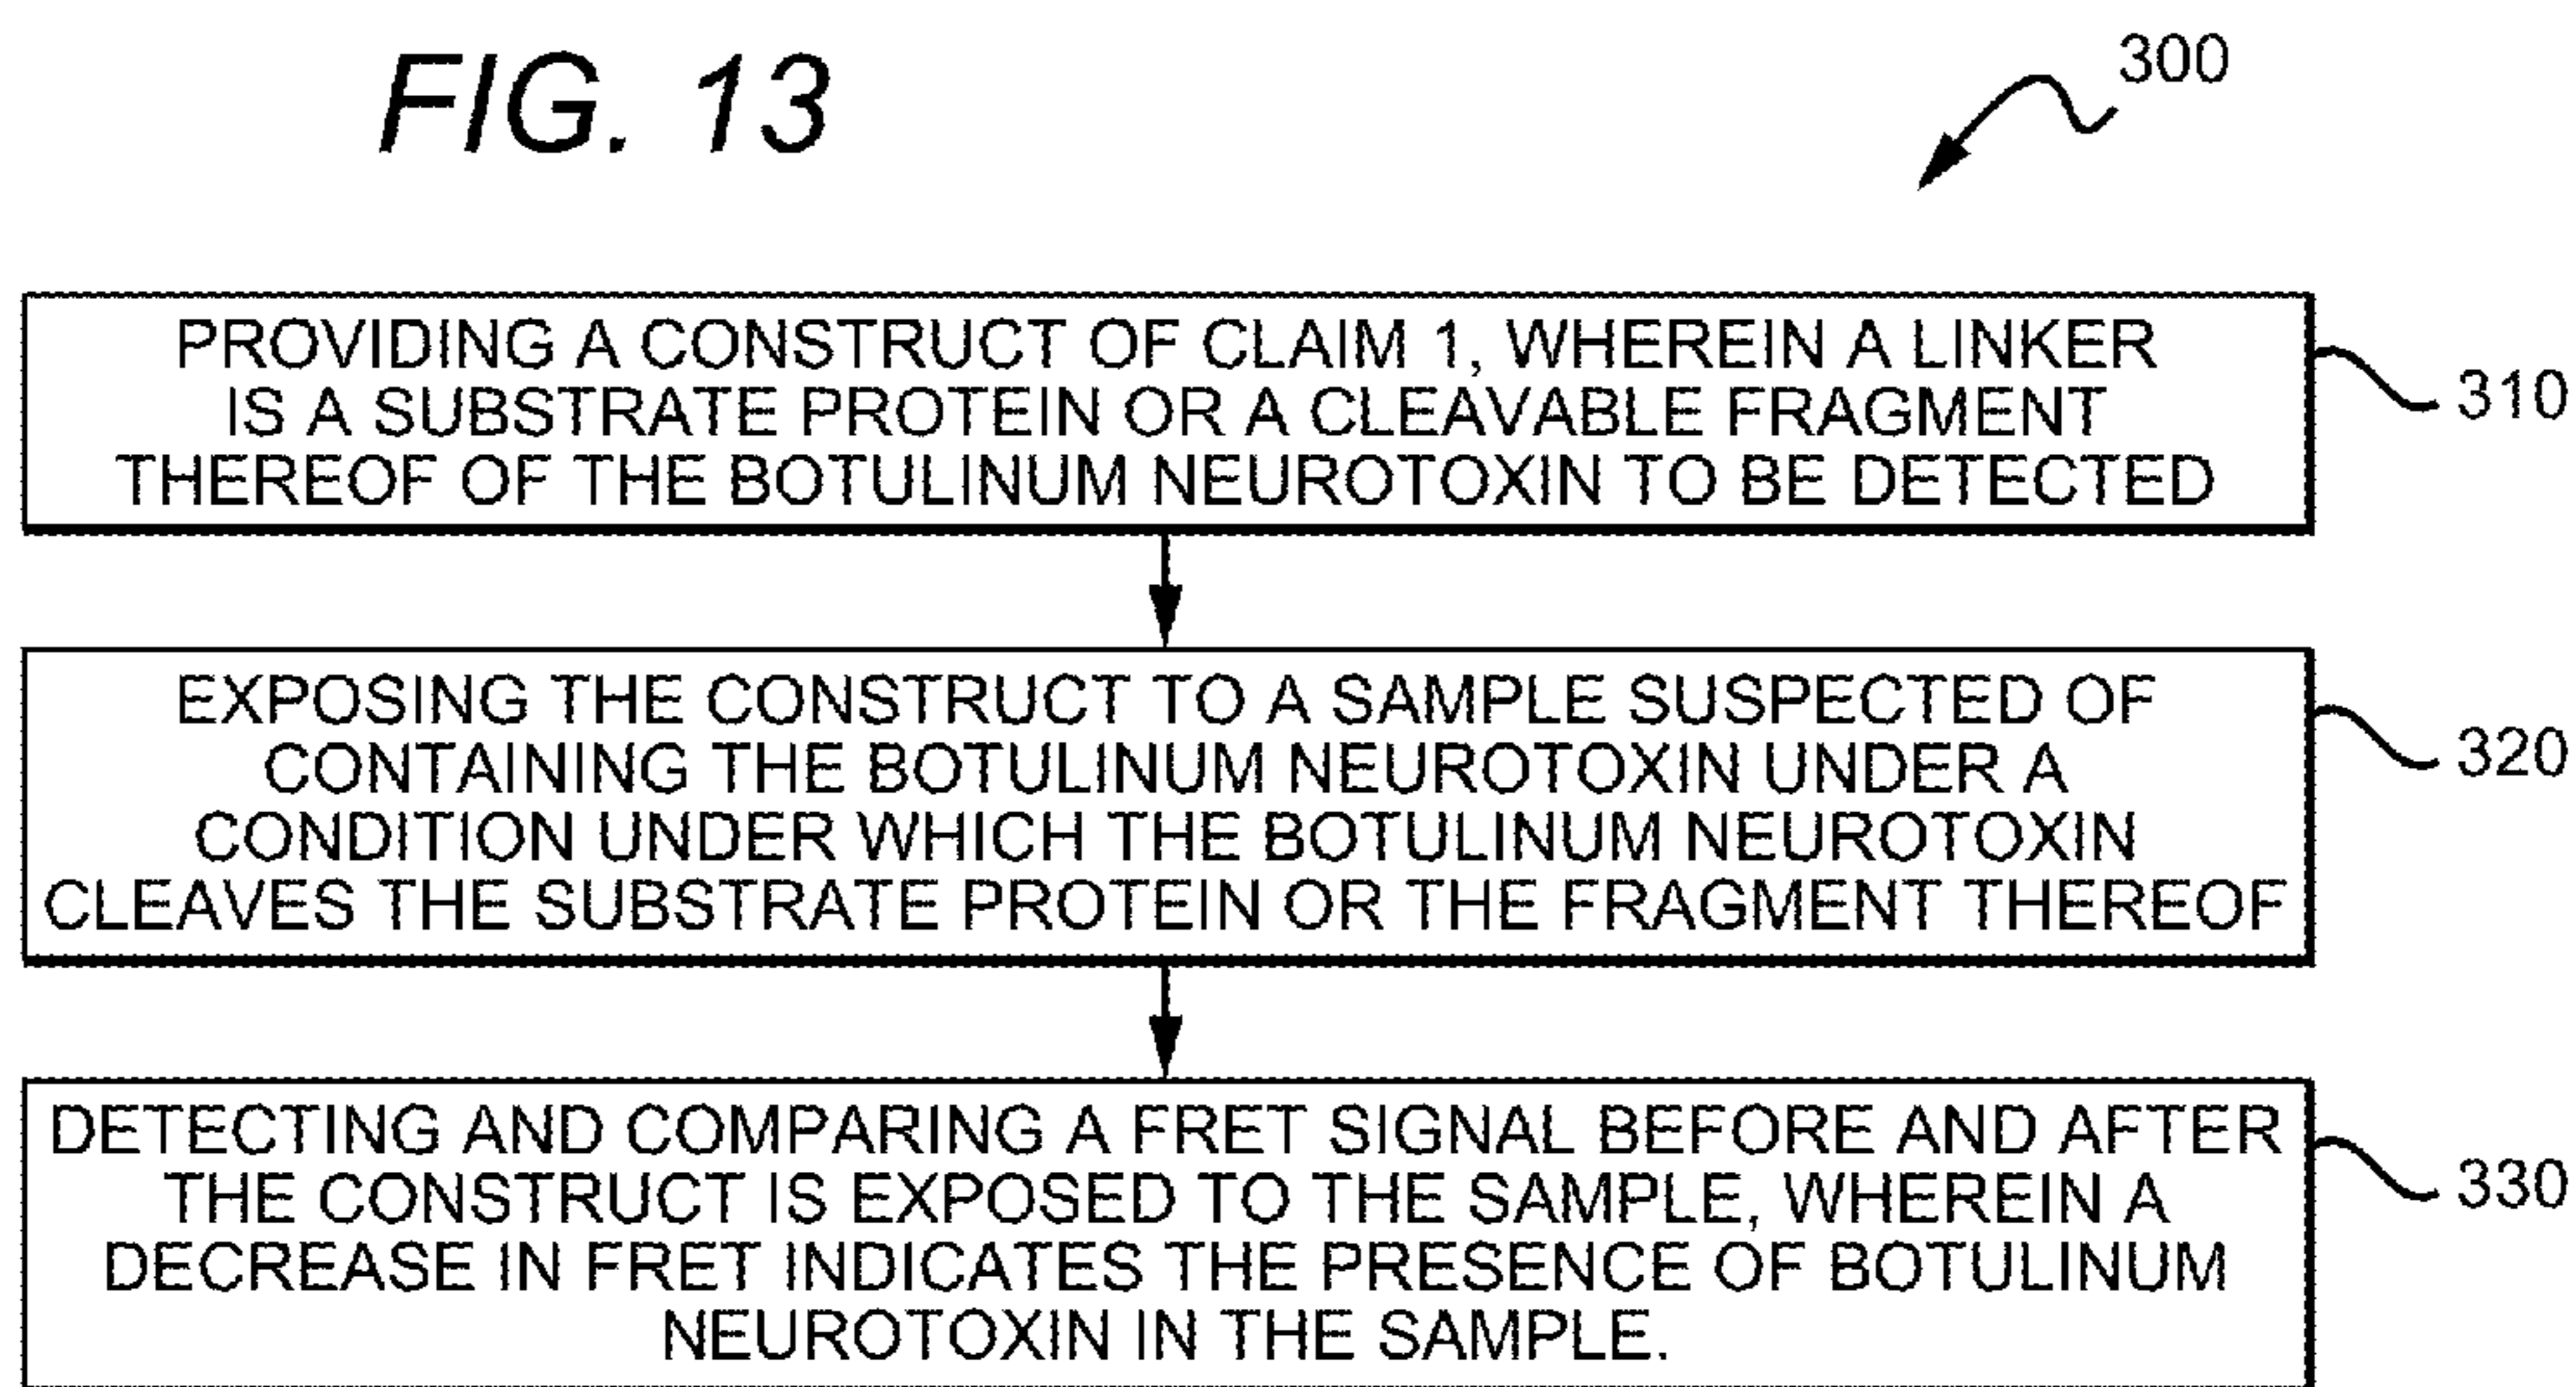 FIG. 13
300
PROVIDING A CONSTRUCT OF CLAIM 1, WHEREIN A LINKER
IS A SUBSTRATE PROTEIN OR A CLEAVABLE FRAGMENT
THEREOF OF THE BOTULINUM NEUROTOXIN TO BE DETECTED
310
EXPOSING THE CONSTRUCT TO A SAMPLE SUSPECTED OF
CONTAINING THE BOTULINUM NEUROTOXIN UNDER A
CONDITION UNDER WHICH THE BOTULINUM NEUROTOXIN
CLEAVES THE SUBSTRATE PROTEIN OR THE FRAGMENT THEREOF
320
DETECTING AND COMPARING A FRET SIGNAL BEFORE AND AFTER
THE CONSTRUCT IS EXPOSED TO THE SAMPLE, WHEREIN A
DECREASE IN FRET INDICATES THE PRESENCE OF BOTULINUM
NEUROTOXIN IN THE SAMPLE.
330